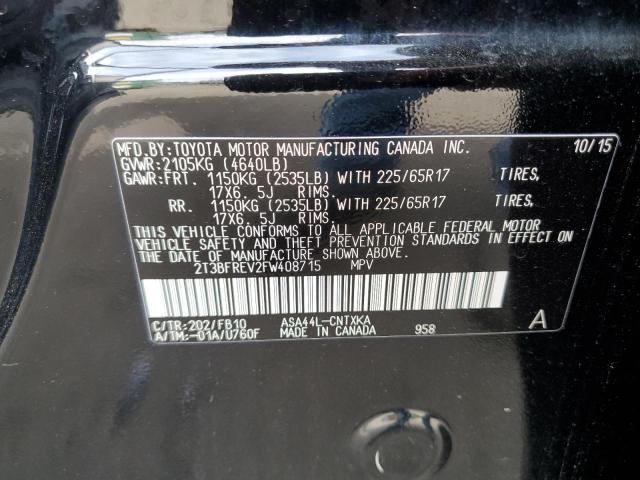 MFD.BY:TOYOTA MOTOR MANUFACTURING CANADA INC. 10/15
GVWR:2105KG (4640LB)
GAWR:FRT. 1150KG (2535LB) WITH 225/65R17 TIRES,
17X6. 5J RIMS.
RR. 1150KG (2535LB) WITH 225/65R17 TIRES,
17X6. 5J RIMS.
THIS VEHICLE CONFORMS TO ALL APPLICABLE FEDERAL MOTOR
VEHICLE SAFETY AND THEFT PREVENTION STANDARDS IN EFFECT ON
THE DATE OF MANUFACTURE SHOWN ABOVE.
2T3BFREV2FW408715 MPV
C/TR:202/FB10 ASA44L-CNTXKA
A/TM:-01A/U760F MADE IN CANADA 958 A